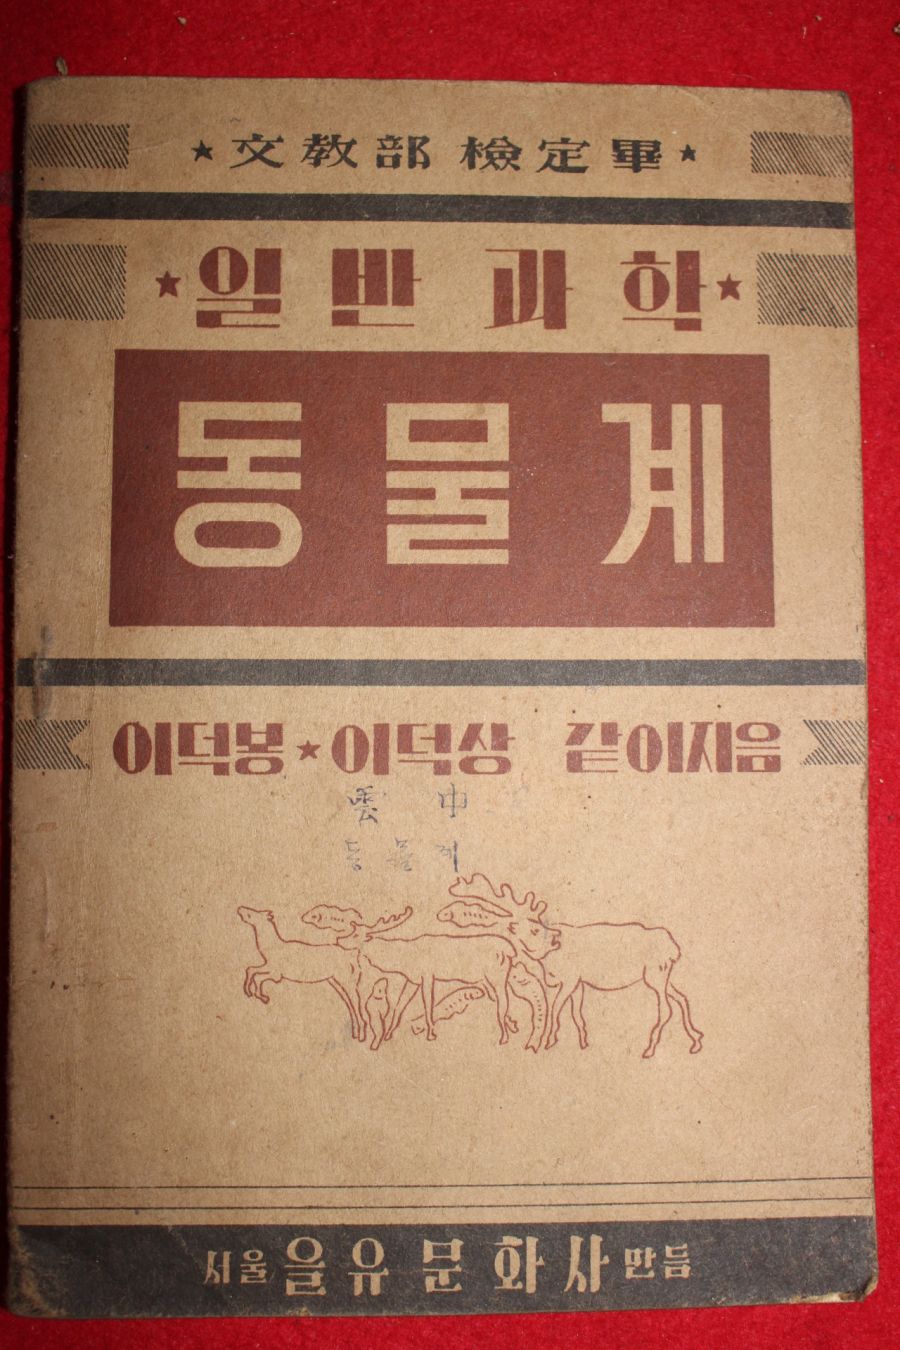 ★文教部 檢定畢★
★일반과학★
동물계
이덕봉★이덕상 같이지음
雲中
동물계
서울 을유문화사 만듬